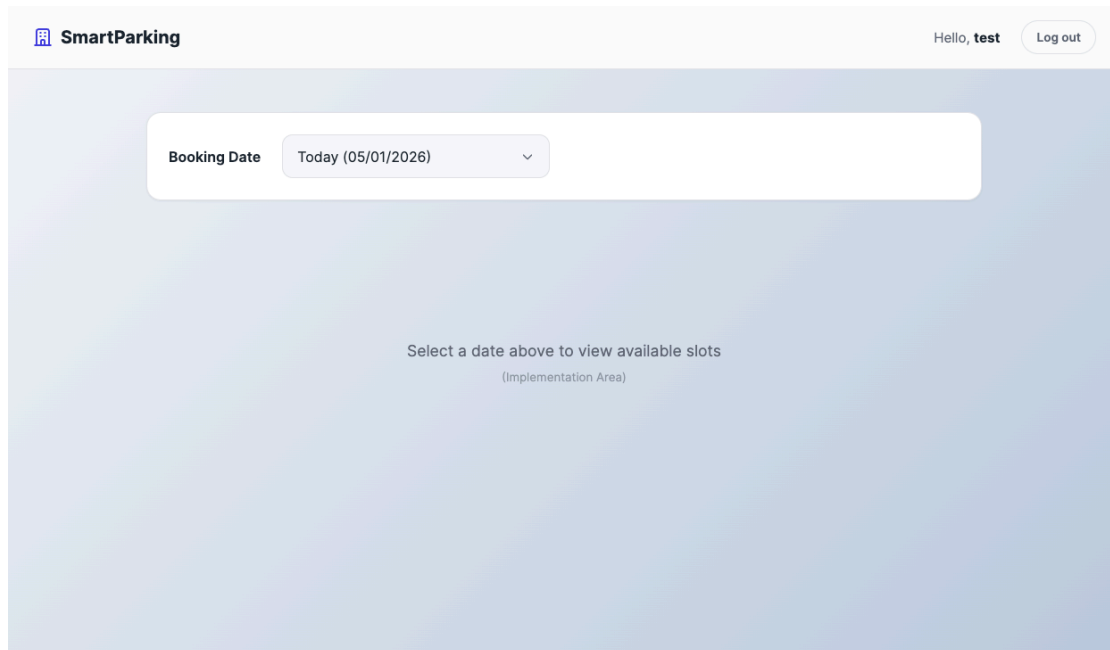 SmartParking
Hello, test
Log out
Booking Date
Today (05/01/2026)
Select a date above to view available slots
(Implementation Area)